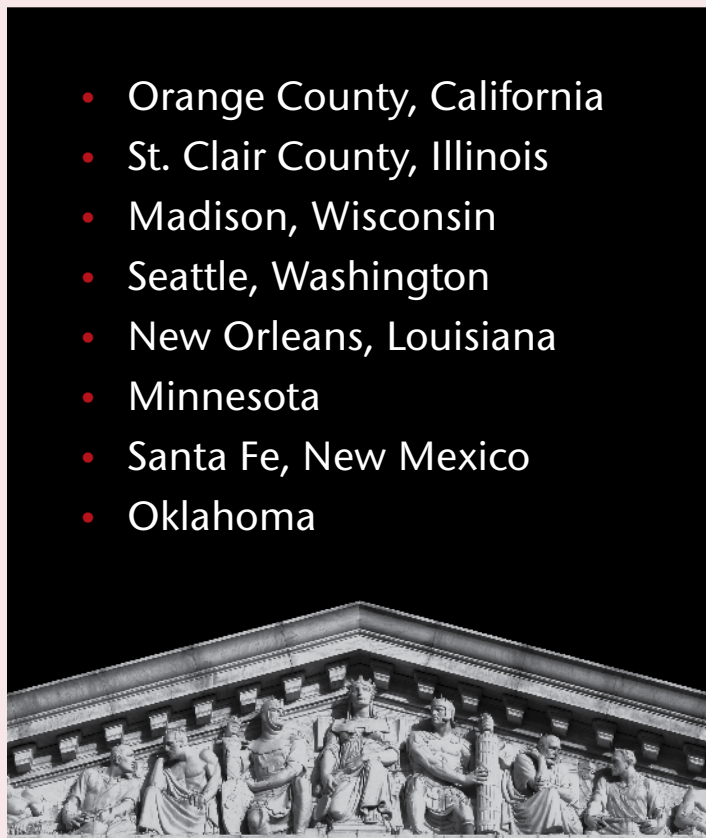 • Orange County, California
• St. Clair County, Illinois
• Madison, Wisconsin
• Seattle, Washington
• New Orleans, Louisiana
• Minnesota
• Santa Fe, New Mexico
• Oklahoma